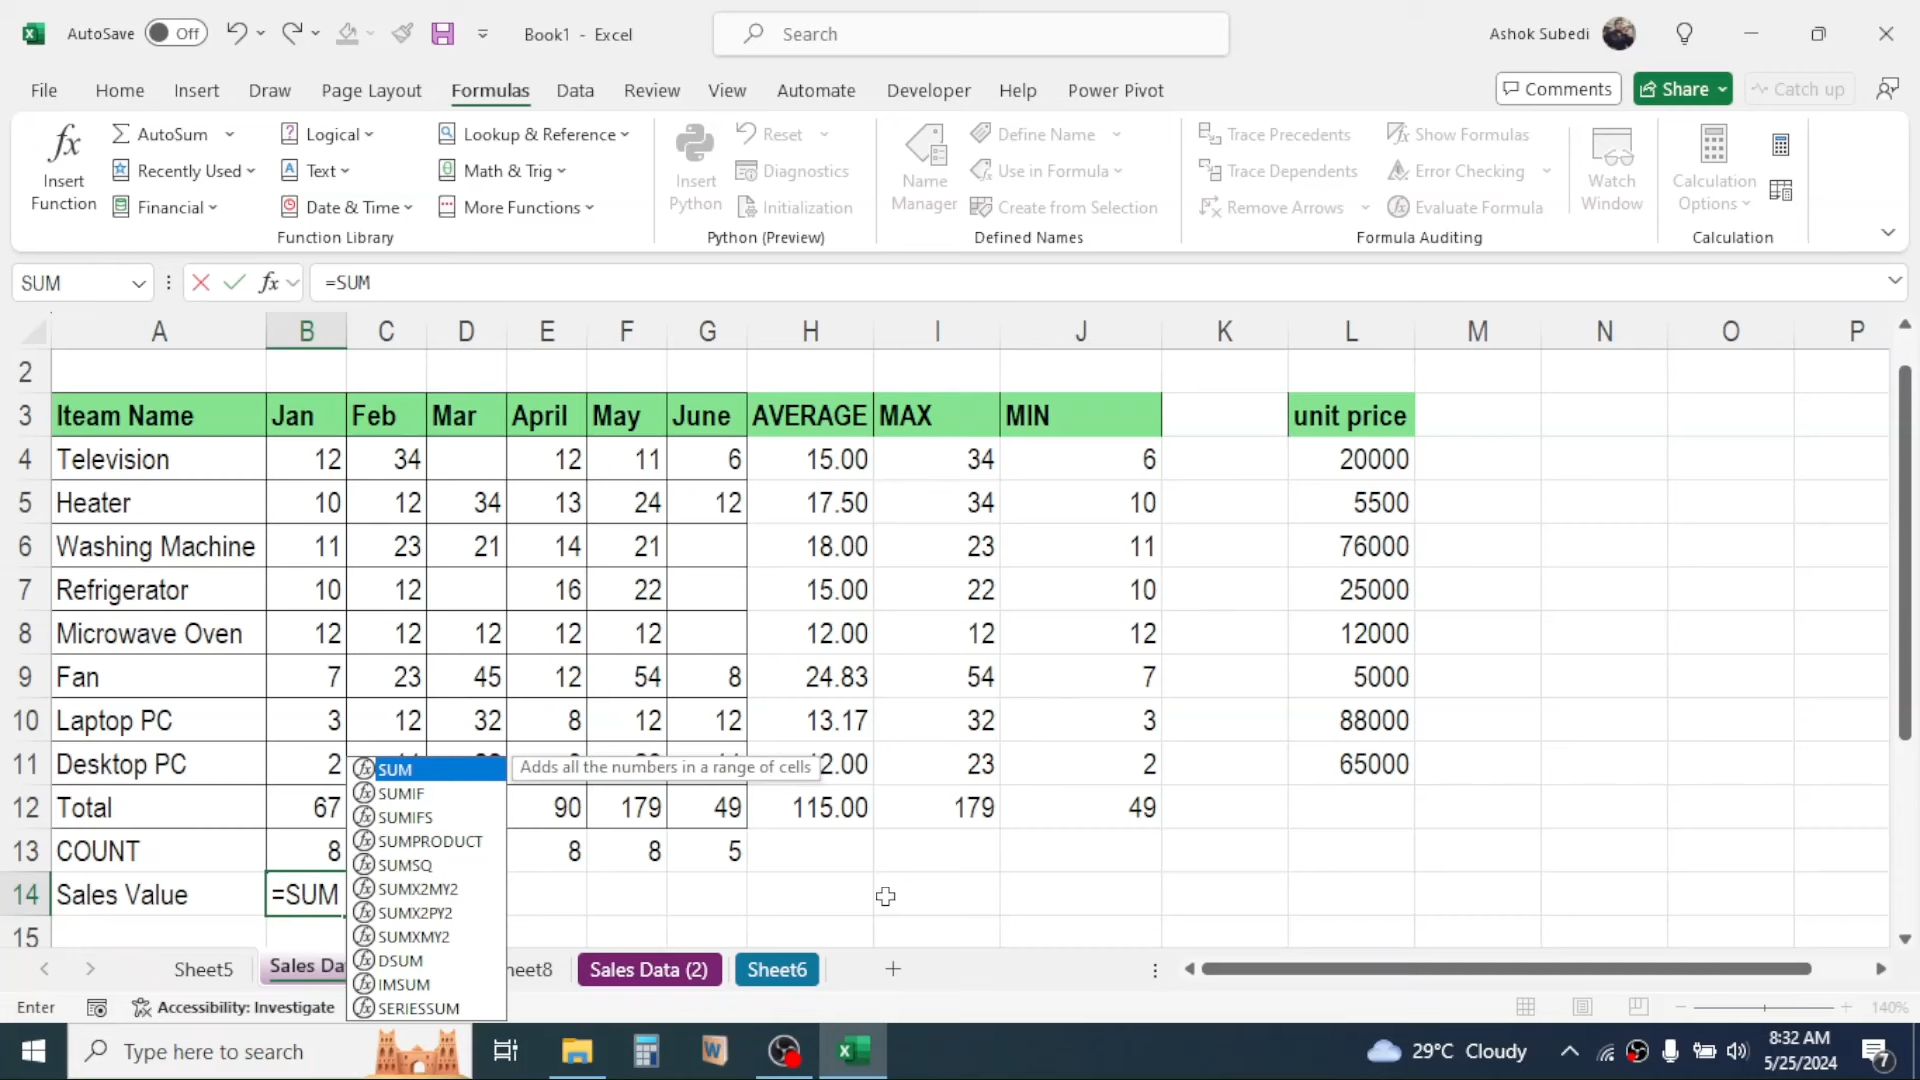 AutoSave Off Book1 - Excel Search Ashok Subedi
File Home Insert Draw Page Layout Formulas Data Review View Automate Developer Help Power Pivot Comments Share Catch up
Insert Function
AutoSum
Recently Used
Financial
Logical
Text
Date & Time
Lookup & Reference
Math & Trig
More Functions
Function Library
Insert Python
Reset
Diagnostics
Initialization
Python (Preview)
Name Manager
Define Name
Use in Formula
Create from Selection
Defined Names
Trace Precedents
Trace Dependents
Remove Arrows
Show Formulas
Error Checking
Evaluate Formula
Formula Auditing
Watch Window
Calculation Options
Calculation
SUM fx =SUM
A B C D E F G H I J K L M N O P
2
3 Iteam Name Jan Feb Mar April May June AVERAGE MAX MIN unit price
4 Television 12 34 12 11 6 15.00 34 6 20000
5 Heater 10 12 34 13 24 12 17.50 34 10 5500
6 Washing Machine 11 23 21 14 21 18.00 23 11 76000
7 Refrigerator 10 12 16 22 15.00 22 10 25000
8 Microwave Oven 12 12 12 12 12 12.00 12 12 12000
9 Fan 7 23 45 12 54 8 24.83 54 7 5000
10 Laptop PC 3 12 32 8 12 12 13.17 32 3 88000
11 Desktop PC 2 2.00 23 2 65000
12 Total 67 90 179 49 115.00 179 49
13 COUNT 8 8 8 5
14 Sales Value =SUM
15
SUM Adds all the numbers in a range of cells
SUMIF
SUMIFS
SUMPRODUCT
SUMSQ
SUMX2MY2
SUMX2PY2
SUMXMY2
DSUM
IMSUM
SERIESSUM
Sheet5 Sales Da heet8 Sales Data (2) Sheet6
Enter Accessibility: Investigate 140%
Type here to search 29°C Cloudy 8:32 AM
5/25/2024 7